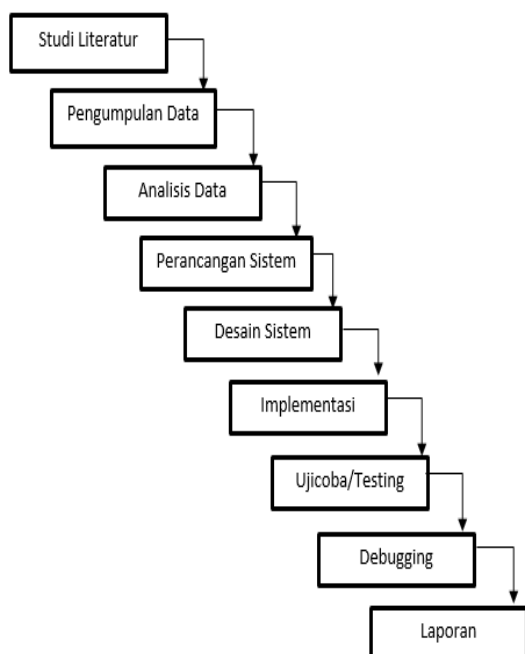 Studi Literatur
Pengumpulan Data
Analisis Data
Perancangan Sistem
Desain Sistem
Implementasi
Ujicoba/Testing
Debugging
Laporan